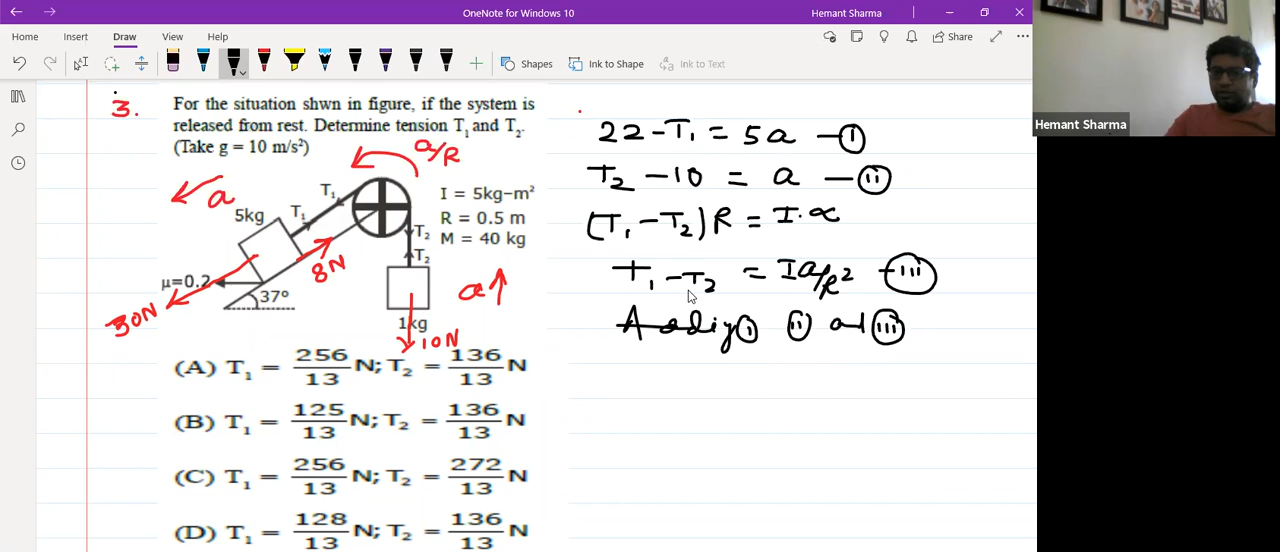 OneNote for Windows 10
Hemant Sharma
Home Insert Draw View Help
Share
Shapes
Ink to Shape
Ink to Text
3.
For the situation shwn in figure, if the system is
released from rest. Determine tension T₁ and T₂.
(Take g = 10 m/s²)
a/R
a
T₁
T₁
5kg
I = 5kg-m²
R = 0.5 m
M = 40 kg
T₂
T₂
8N
μ=0.2
37°
30N
a
1kg
10N
(A) T₁ = 256/13 N; T₂ = 136/13 N
(B) T₁ = 125/13 N; T₂ = 136/13 N
(C) T₁ = 256/13 N; T₂ = 272/13 N
(D) T₁ = 128/13 N; T₂ = 136/13 N
22 - T₁ = 5a - (i)
T₂ - 10 = a - (ii)
(T₁ - T₂) R = I.α
T₁ - T₂ = Ia/R² - (iii)
Addig (i) (ii) and (iii)
Hemant Sharma